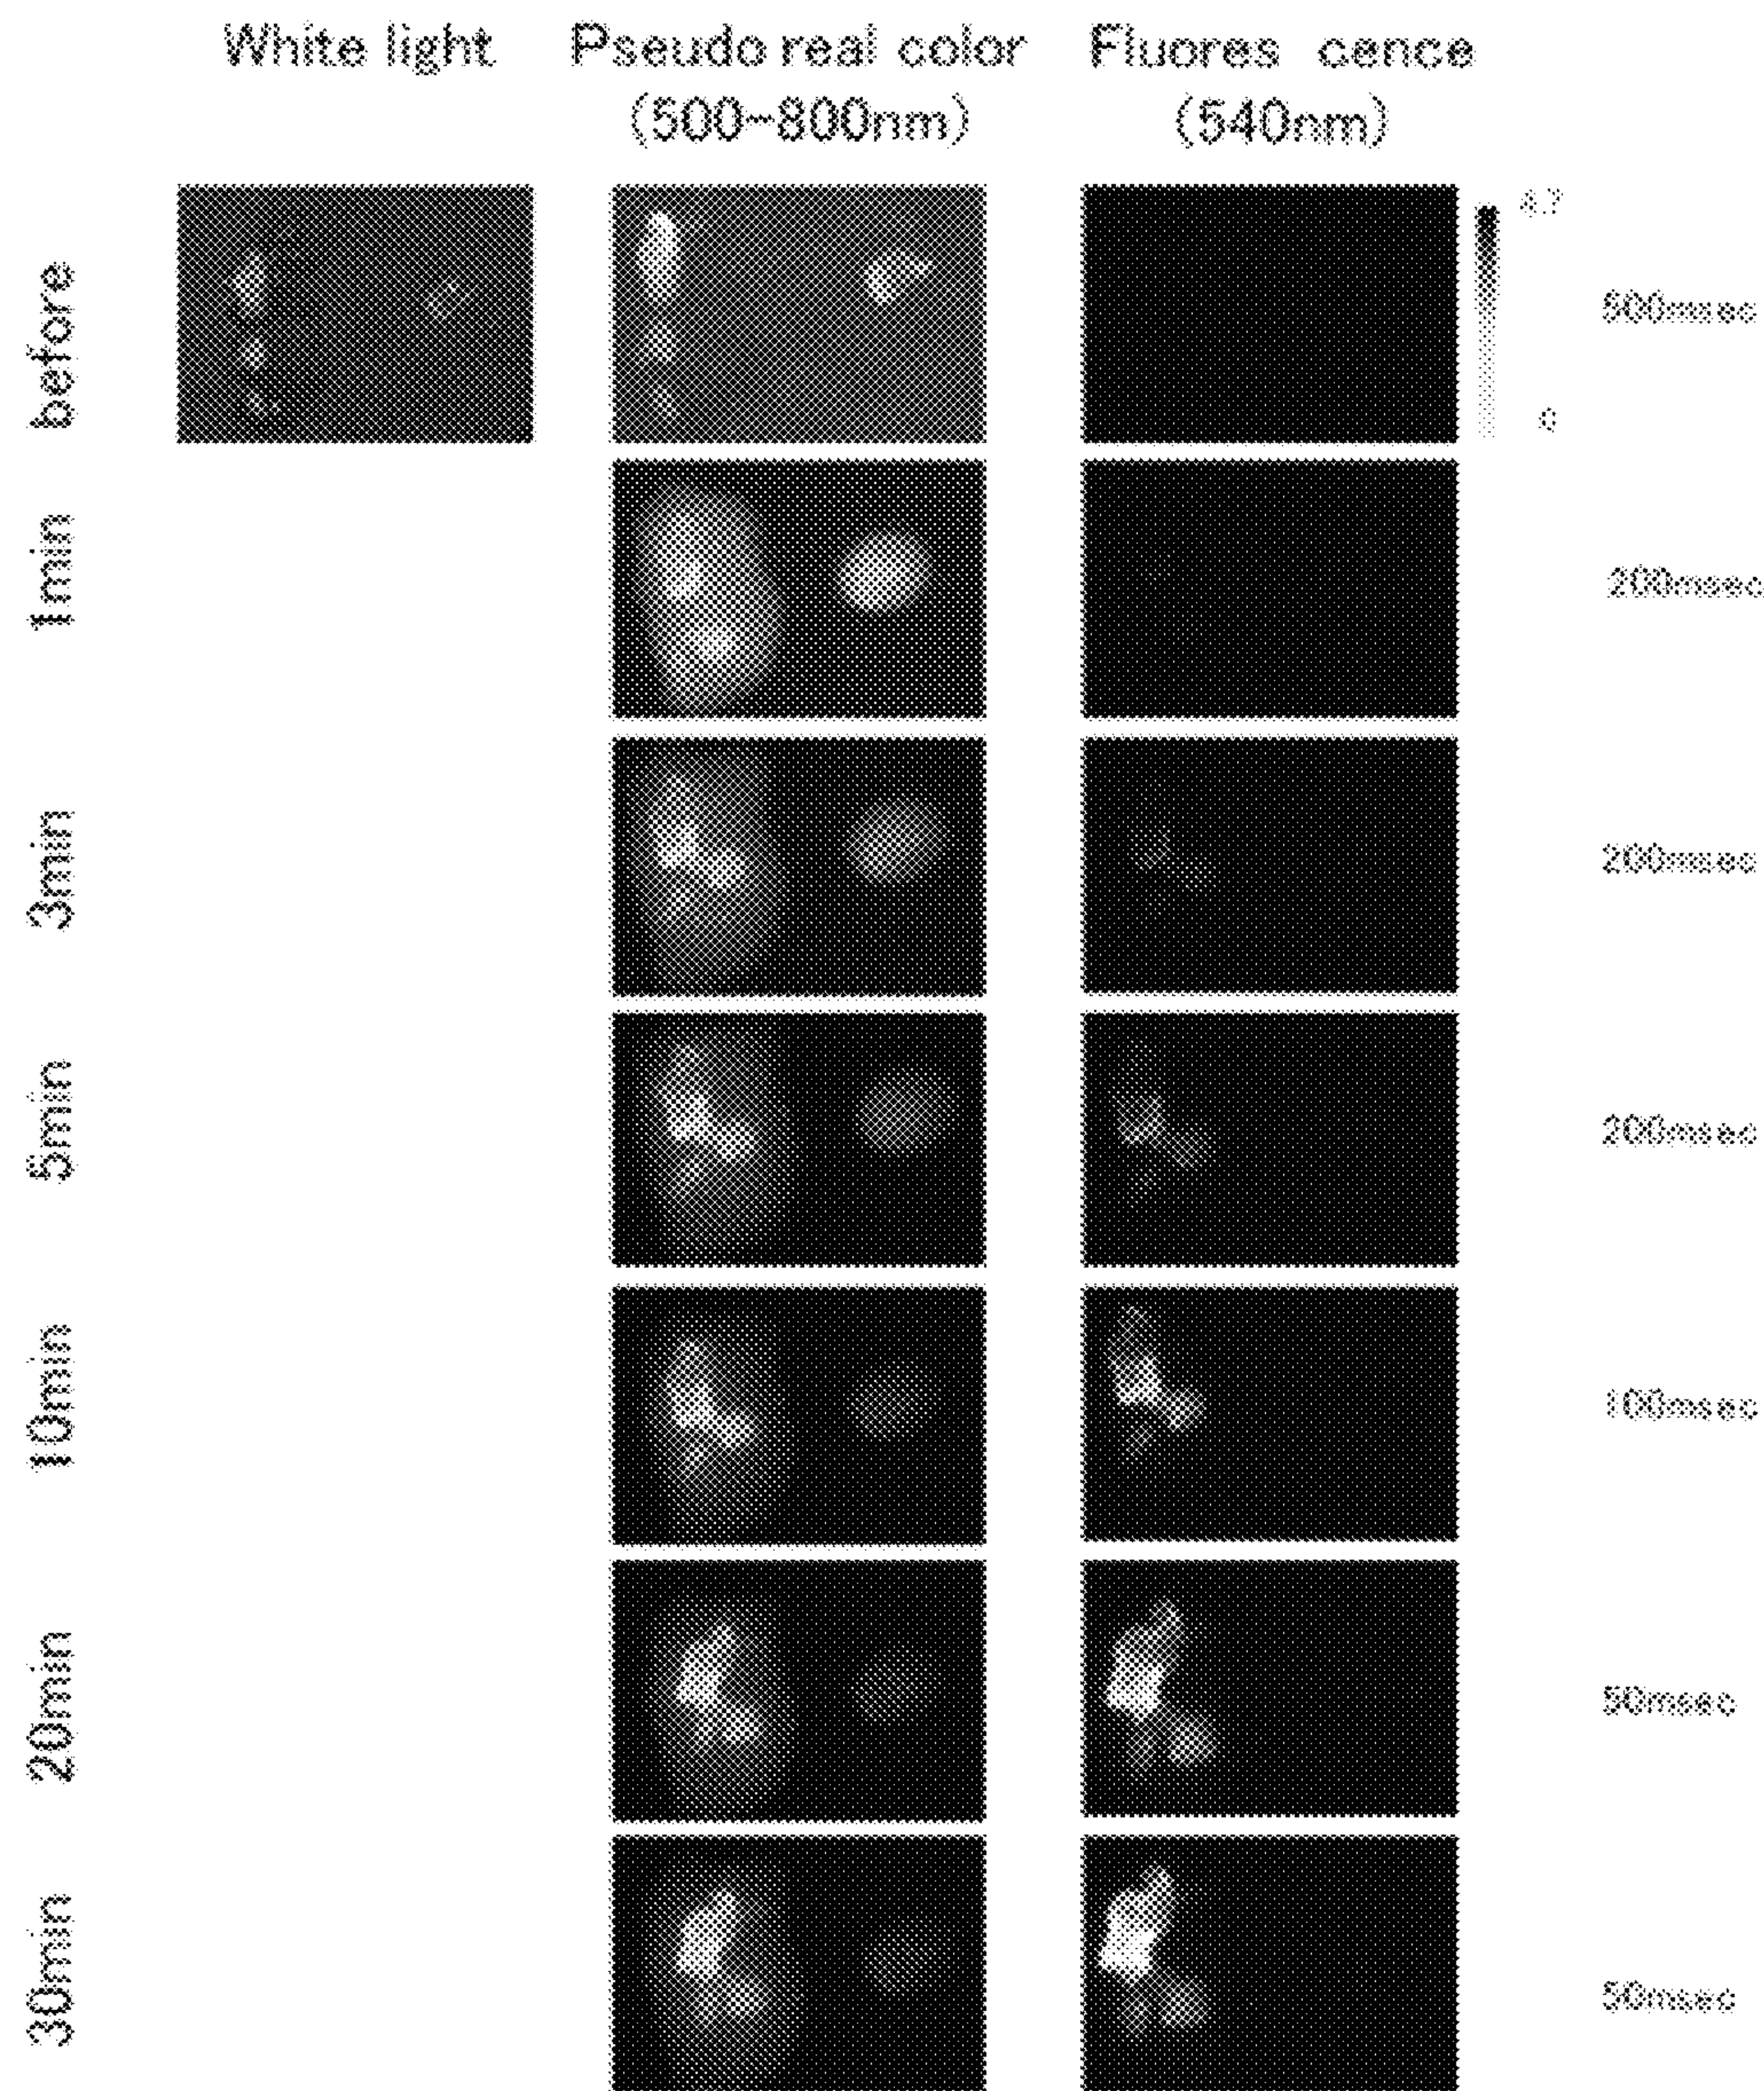 White light Pseudo real color Fluores cence
(500~800nm) (540nm)
before 0 500msec
1min 200msec
3min 200msec
5min 200msec
10min 100msec
20min 50msec
30min 50msec